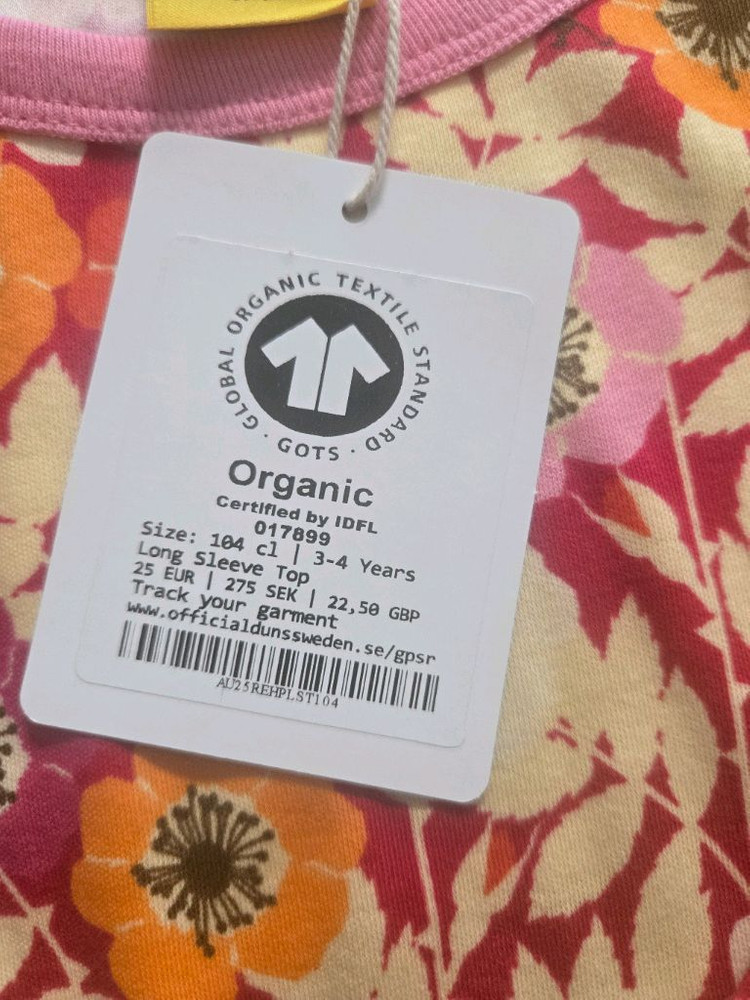 GLOBAL ORGANIC TEXTILE STANDARD · GOTS ·
Organic
Certified by IDFL
017899
Size: 104 cl | 3-4 Years
Long Sleeve Top
25 EUR | 275 SEK | 22,50 GBP
Track your garment
www.officialdunssweden.se/gpsr
AU25REHPLST104